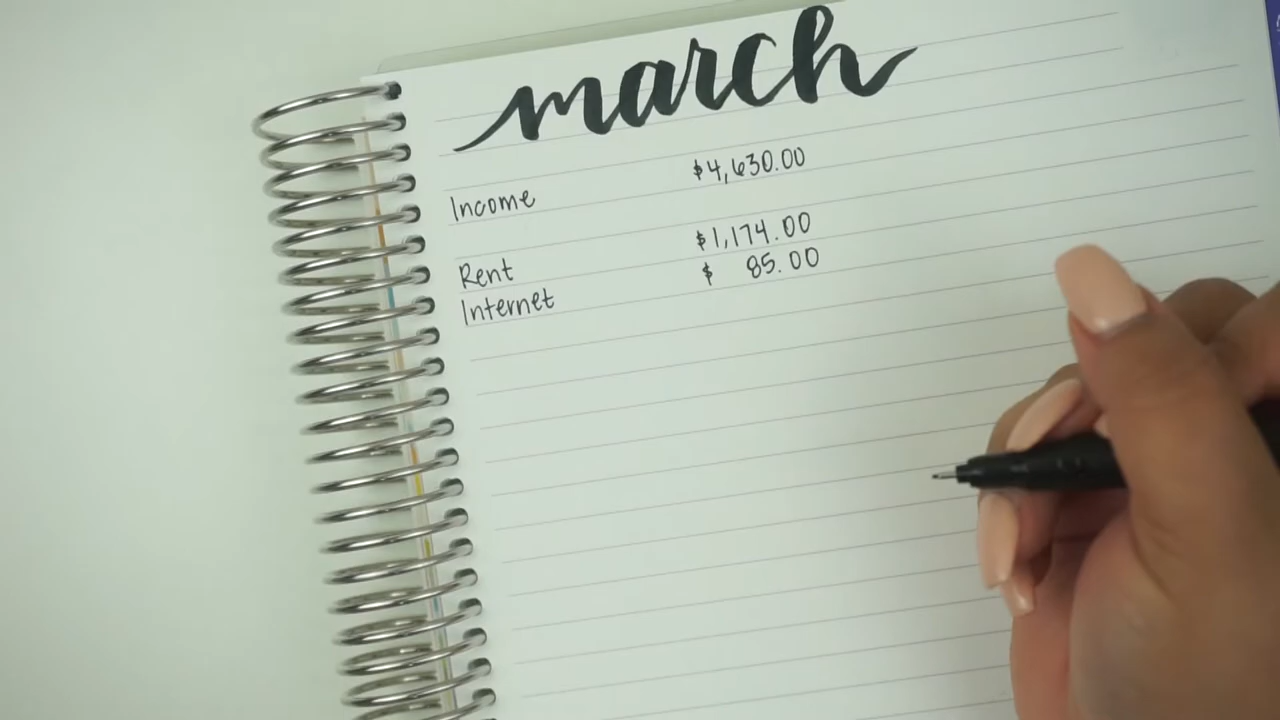 march
Income $4,630.00
Rent $1,174.00
Internet $ 85.00